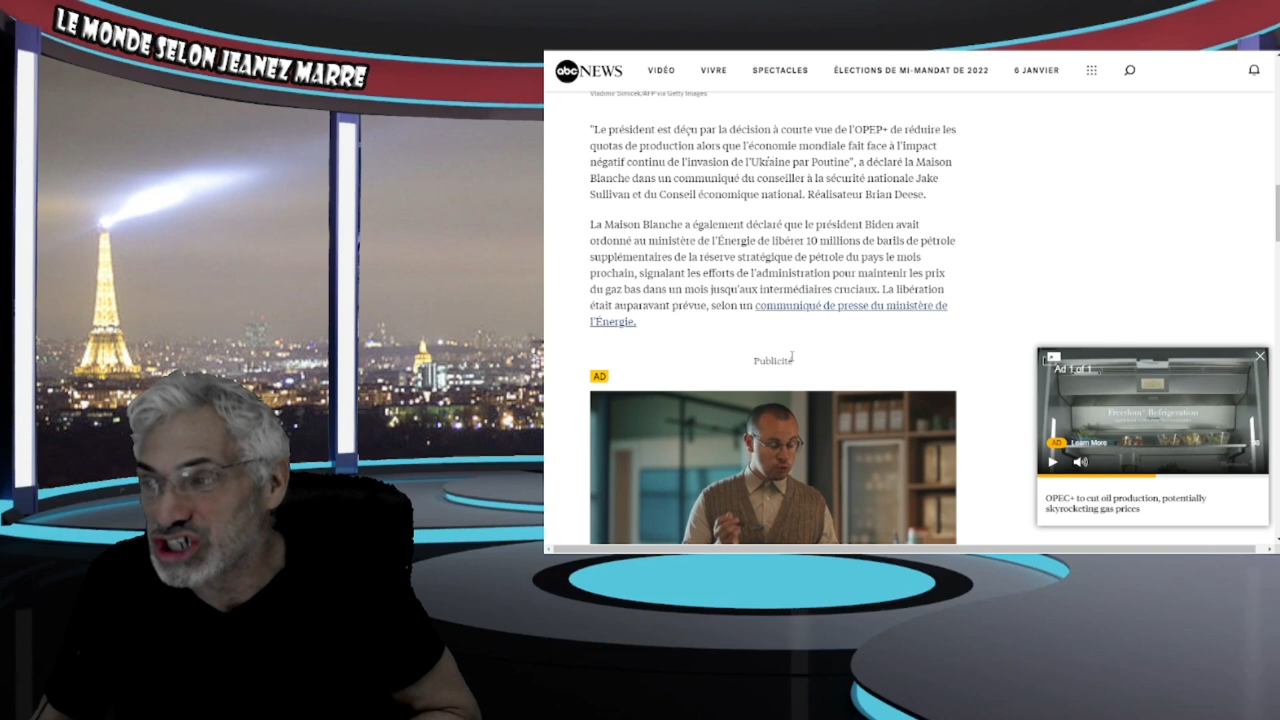 LE MONDE SELON JEANEZ MARRE
abc NEWS
VIDÉO VIVRE SPECTACLES ÉLECTIONS DE MI-MANDAT DE 2022 6 JANVIER
Vladimir Simicek/AFP via Getty Images
"Le président est déçu par la décision à courte vue de l'OPEP+ de réduire les
quotas de production alors que l'économie mondiale fait face à l'impact
négatif continu de l'invasion de l'Ukraine par Poutine", a déclaré la Maison
Blanche dans un communiqué du conseiller à la sécurité nationale Jake
Sullivan et du Conseil économique national. Réalisateur Brian Deese.
La Maison Blanche a également déclaré que le président Biden avait
ordonné au ministère de l'Énergie de libérer 10 millions de barils de pétrole
supplémentaires de la réserve stratégique de pétrole du pays le mois
prochain, signalant les efforts de l'administration pour maintenir les prix
du gaz bas dans un mois jusqu'aux intermédiaires cruciaux. La libération
était auparavant prévue, selon un communiqué de presse du ministère de
l'Énergie.
Publicité
AD
Ad 1 of 1
Freedom® Refrigeration
AD Learn More
OPEC+ to cut oil production, potentially
skyrocketing gas prices